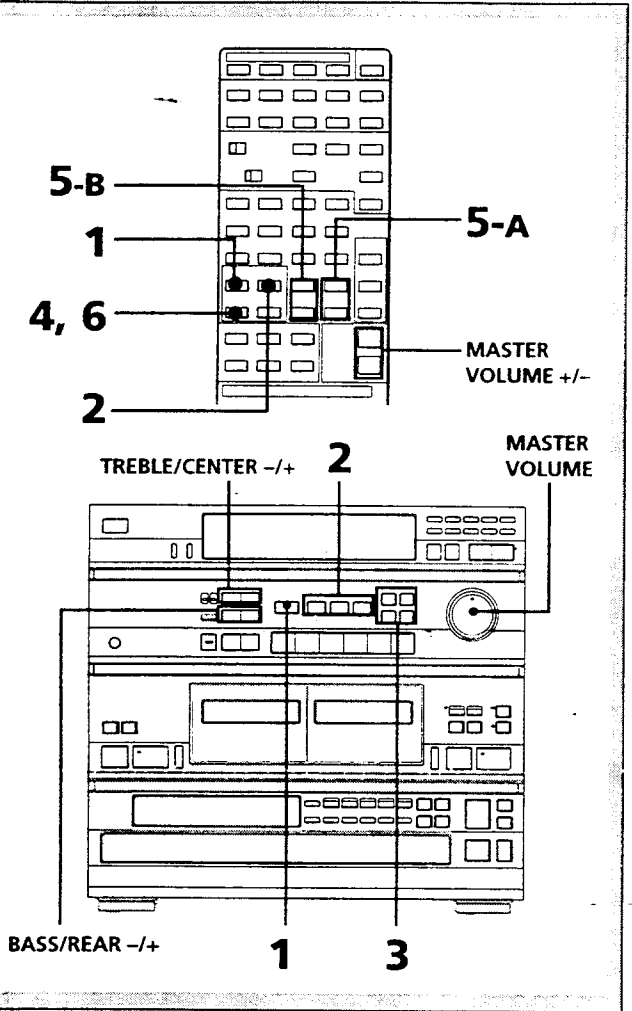 5-B
1
5-A
4, 6
MASTER
VOLUME +/–
2
MASTER
VOLUME
TREBLE/CENTER –/+
2
BASS/REAR –/+
1
3